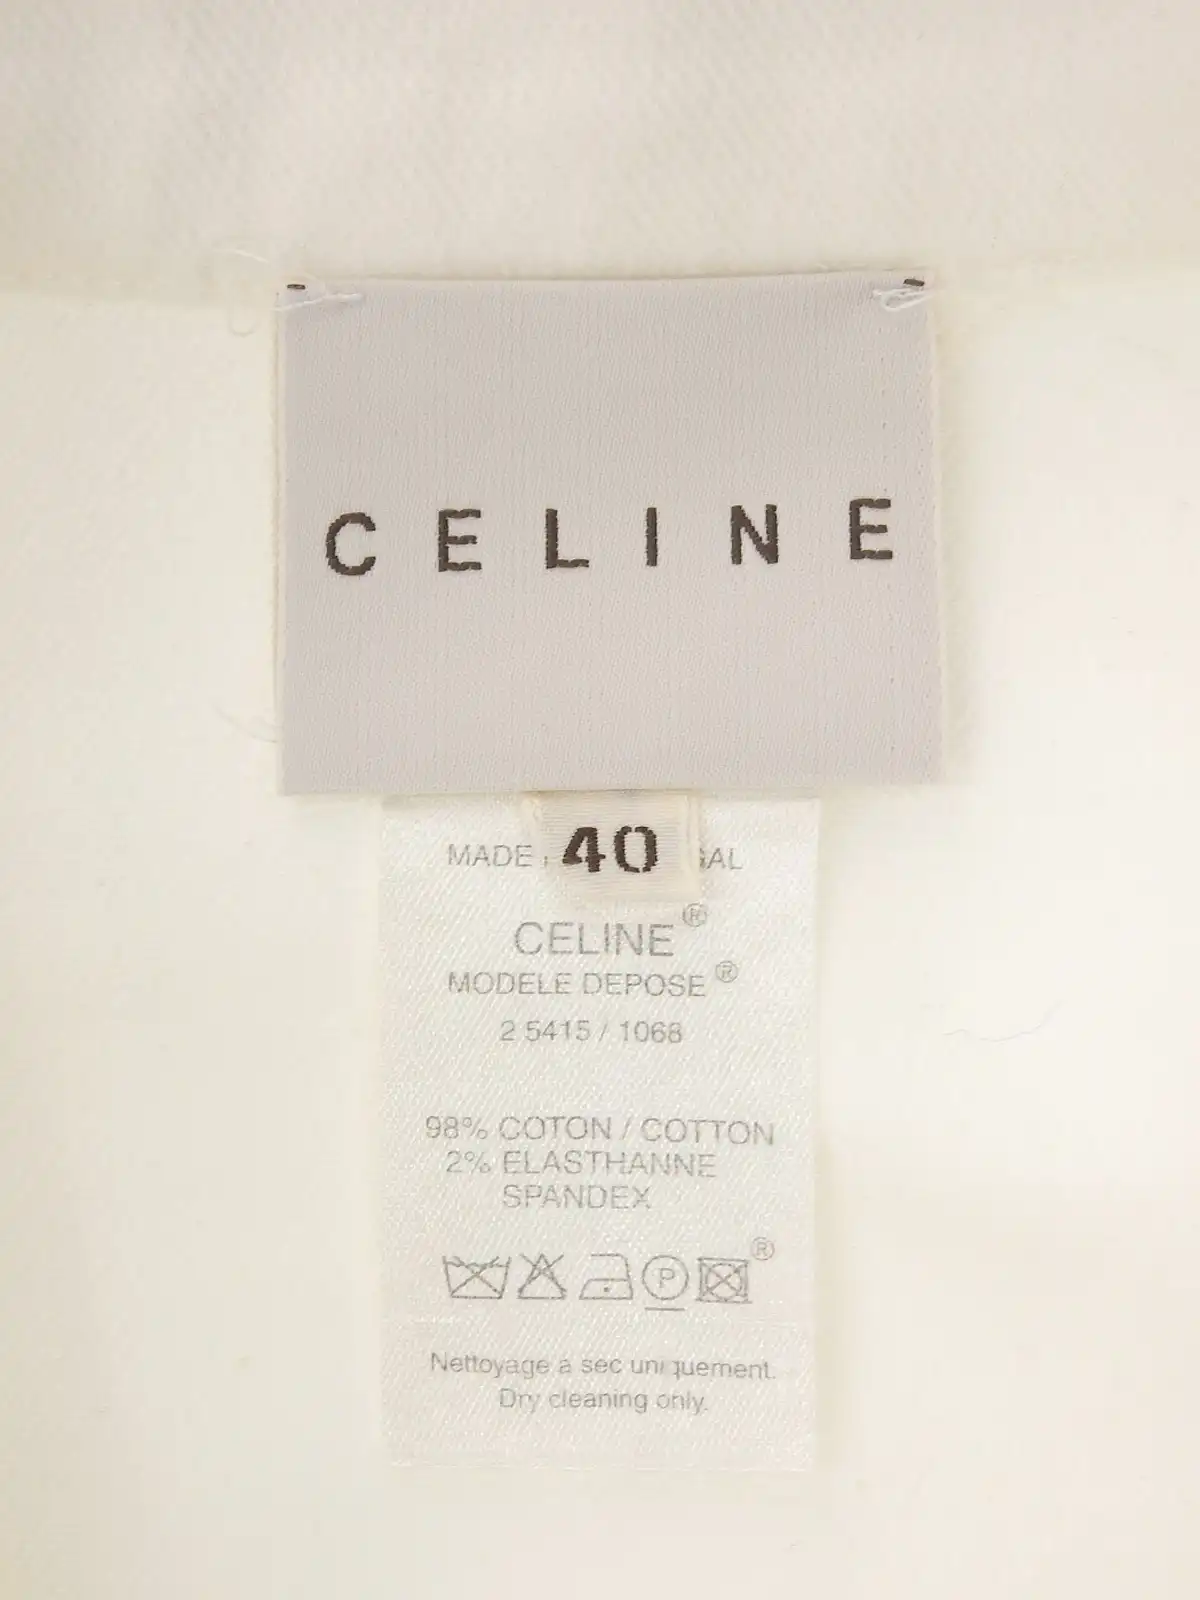 CELINE
40
MADE
CELINE®
MODELE DEPOSE®
2 5415 / 1068
98% COTON / COTTON
2% ELASTHANNE
SPANDEX
P ®
Nettoyage a sec uniquement.
Dry cleaning only.